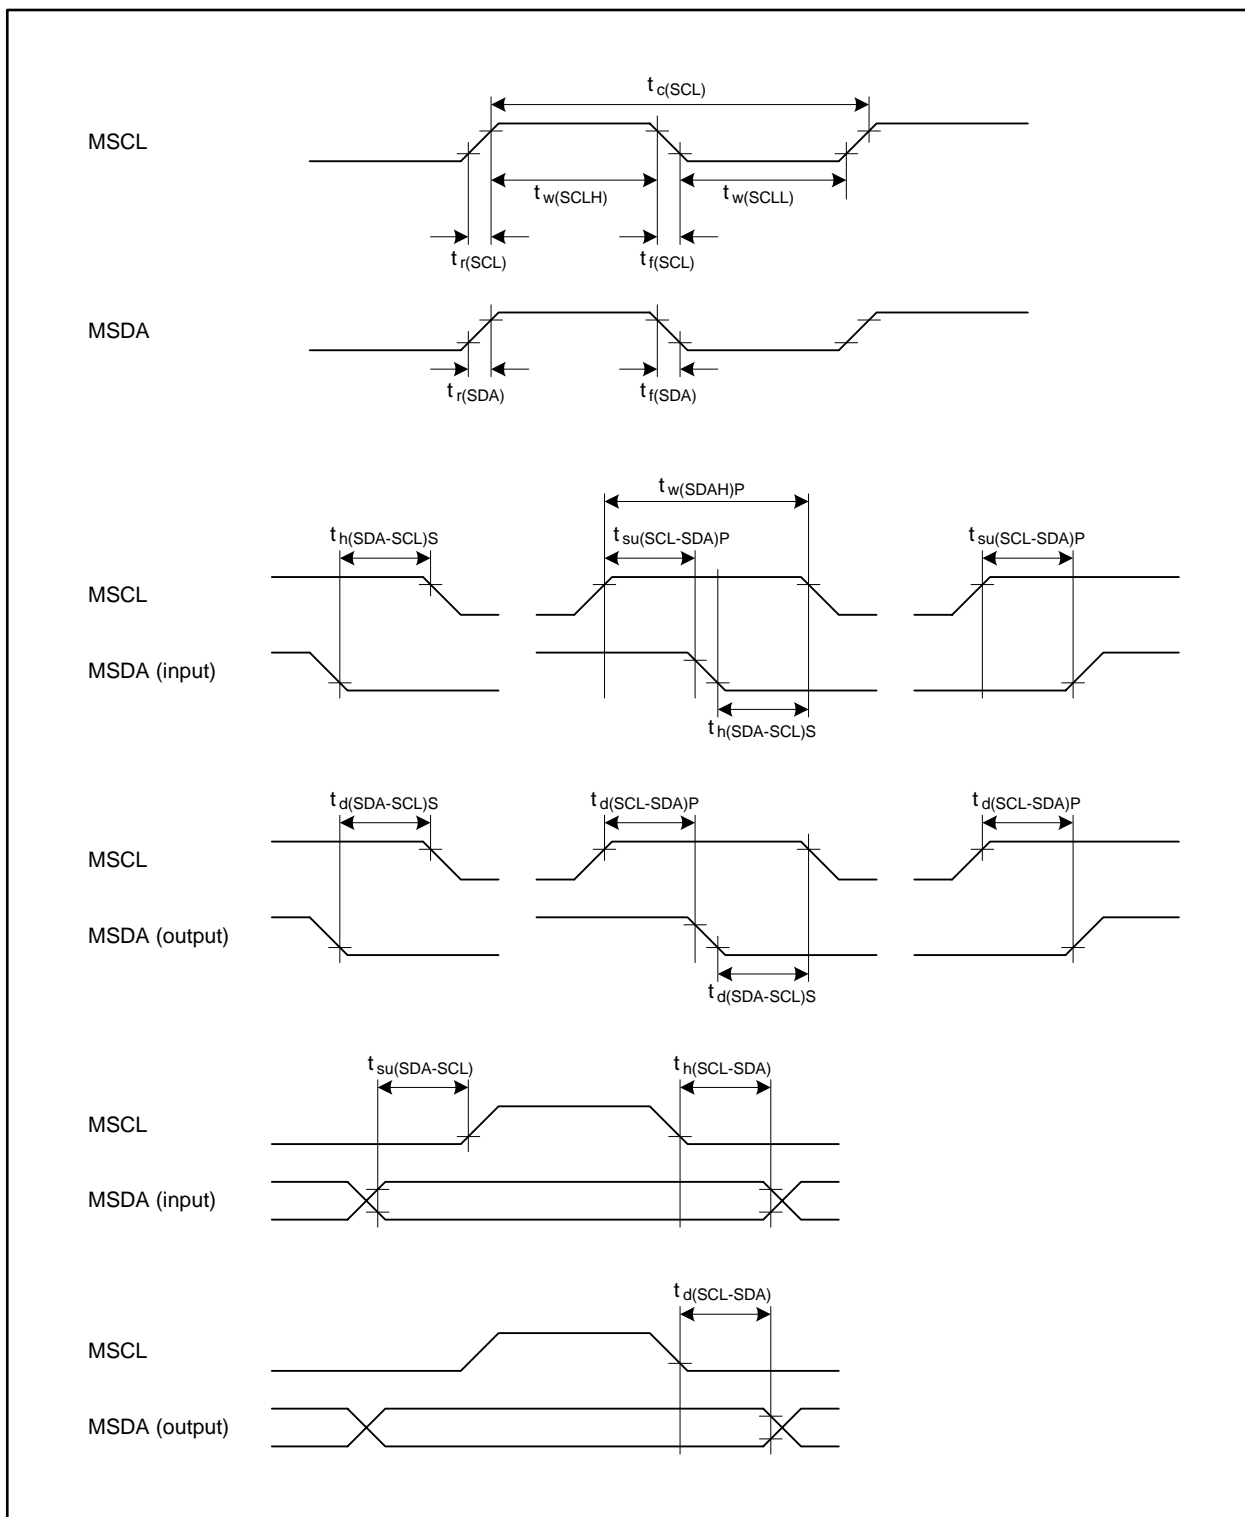 t c(SCL)
MSCL
t w(SCLH) t w(SCLL)
t r(SCL) t f(SCL)
MSDA
t r(SDA) t f(SDA)
t w(SDAH)P
t h(SDA-SCL)S t su(SCL-SDA)P t su(SCL-SDA)P
MSCL
MSDA (input)
t h(SDA-SCL)S
t d(SDA-SCL)S t d(SCL-SDA)P t d(SCL-SDA)P
MSCL
MSDA (output)
t d(SDA-SCL)S
t su(SDA-SCL) t h(SCL-SDA)
MSCL
MSDA (input)
t d(SCL-SDA)
MSCL
MSDA (output)